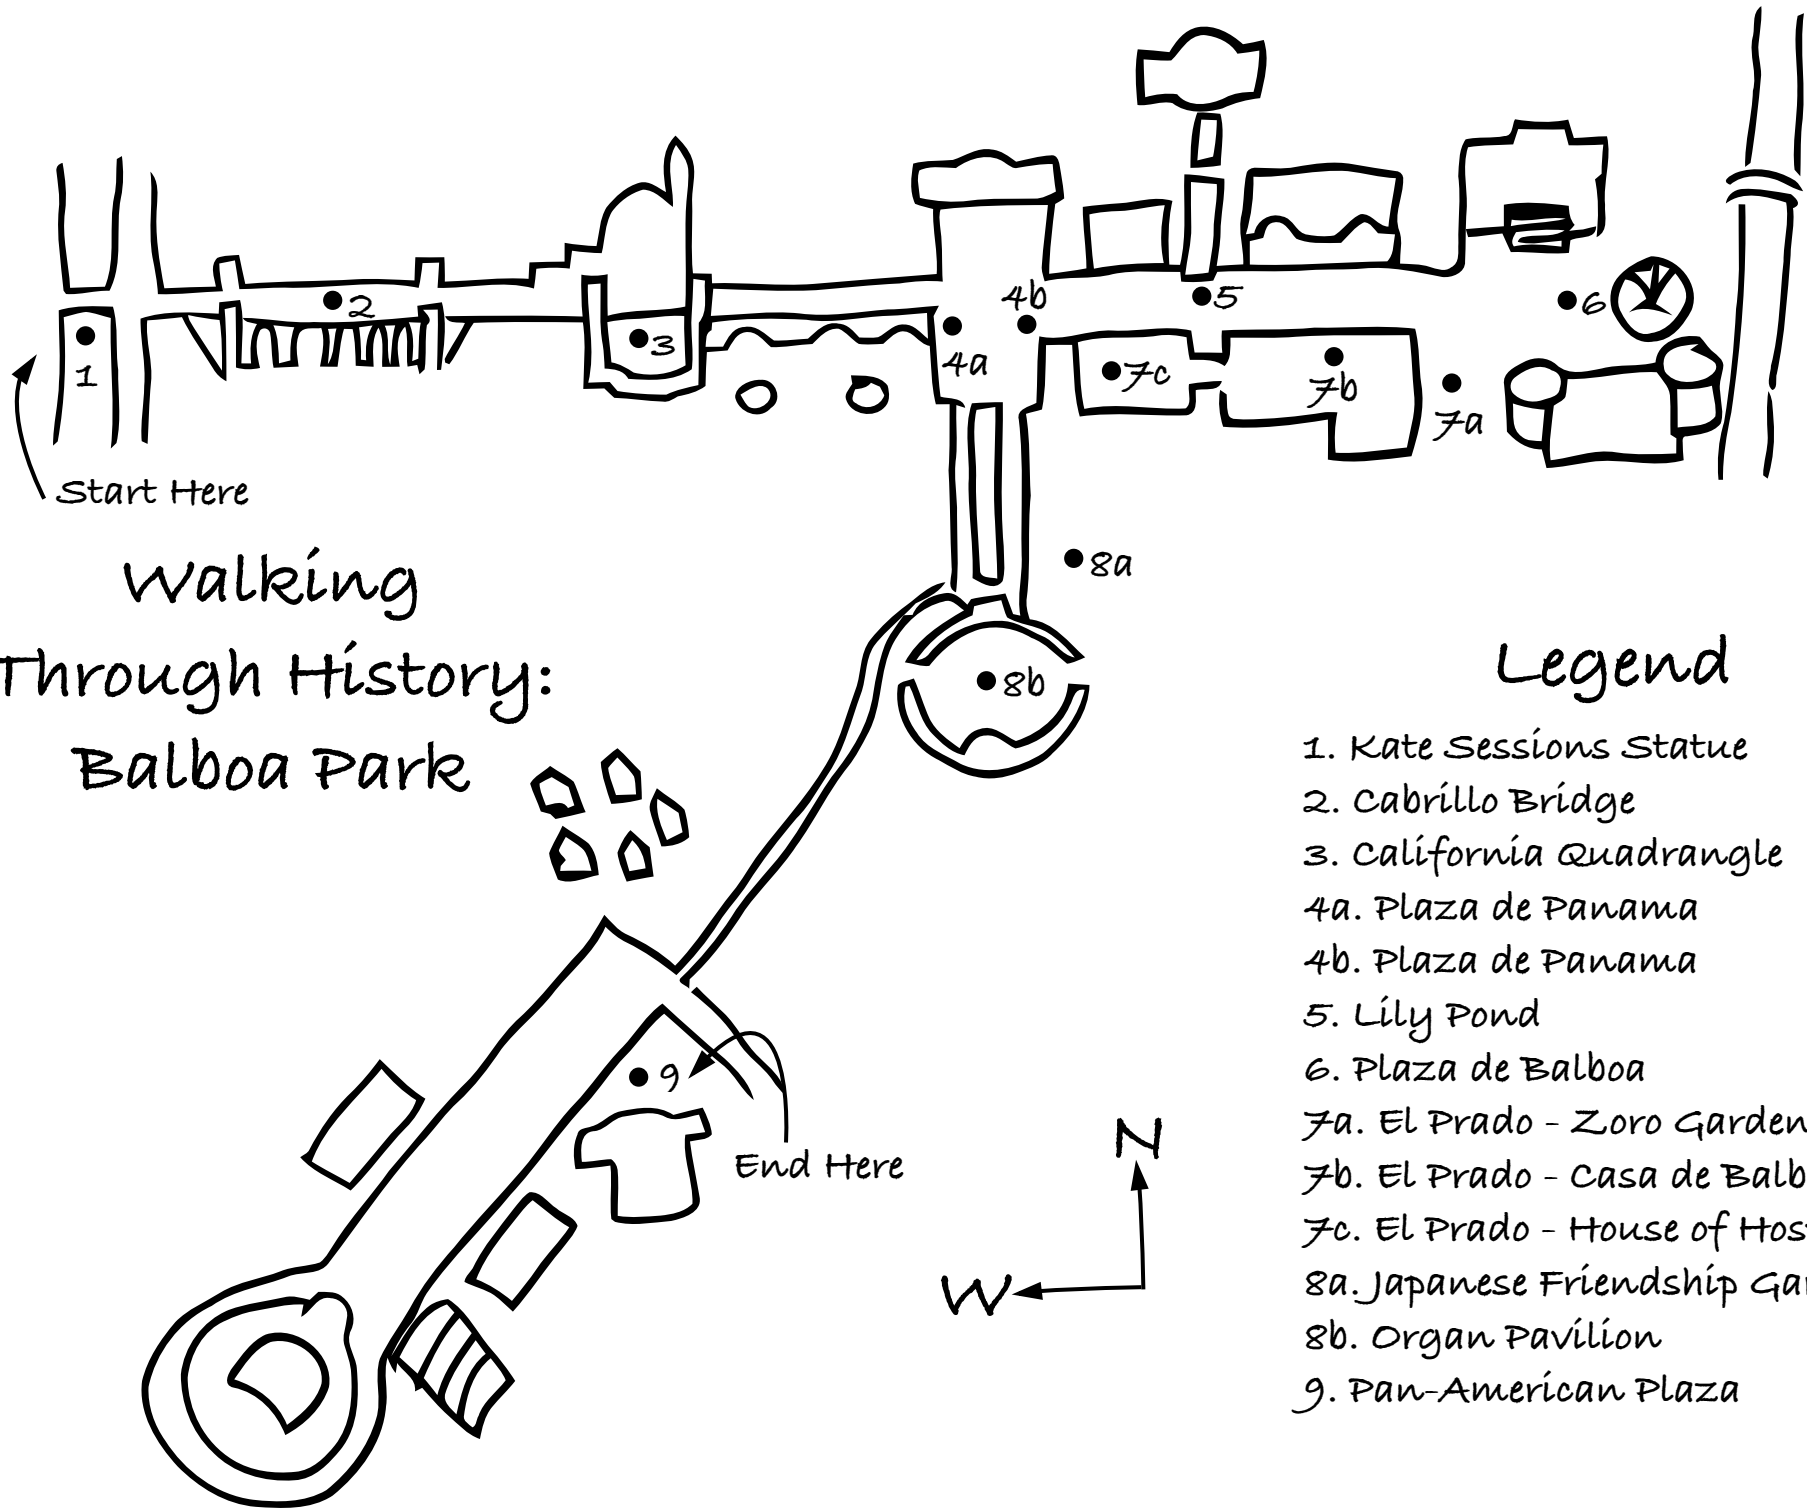 4b
2
5
6
3
4a
1
7c
7b
7a
Start Here
8a
Walking
Through History:
Balboa Park
8b
Legend
1. Kate Sessions Statue
2. Cabrillo Bridge
3. California Quadrangle
4a. Plaza de Panama
4b. Plaza de Panama
5. Lily Pond
6. Plaza de Balboa
7a. El Prado - Zoro Garden
7b. El Prado - Casa de Balb
7c. El Prado - House of Hos
8a. Japanese Friendship Ga
8b. Organ Pavilion
9. Pan-American Plaza
9
End Here
N
W